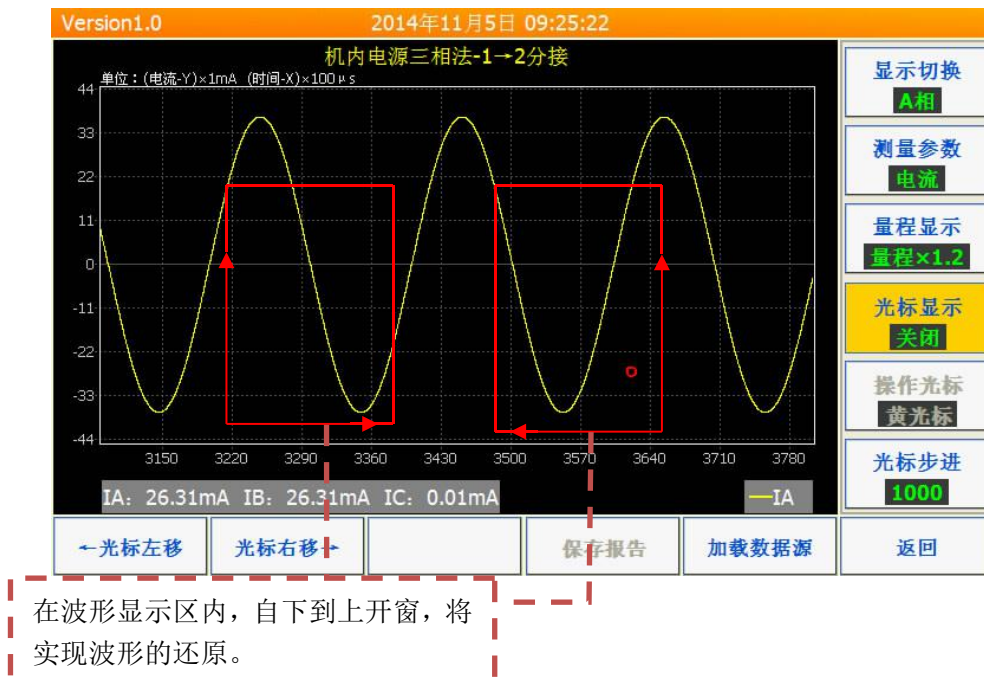 Version1.0 2014年11月5日 09:25:22
机内电源三相法-1→2分接
单位:(电流-Y)×1mA (时间-X)×100μs
44
33
22
11
0
-11
-22
-33
-44
3150 3220 3290 3360 3430 3500 3570 3640 3710 3780
IA: 26.31mA IB: 26.31mA IC: 0.01mA
IA
显示切换
A相
测量参数
电流
量程显示
量程×1.2
光标显示
关闭
操作光标
黄光标
光标步进
1000
←光标左移 光标右移→ 保存报告 加载数据源 返回
在波形显示区内，自下到上开窗，将
实现波形的还原。